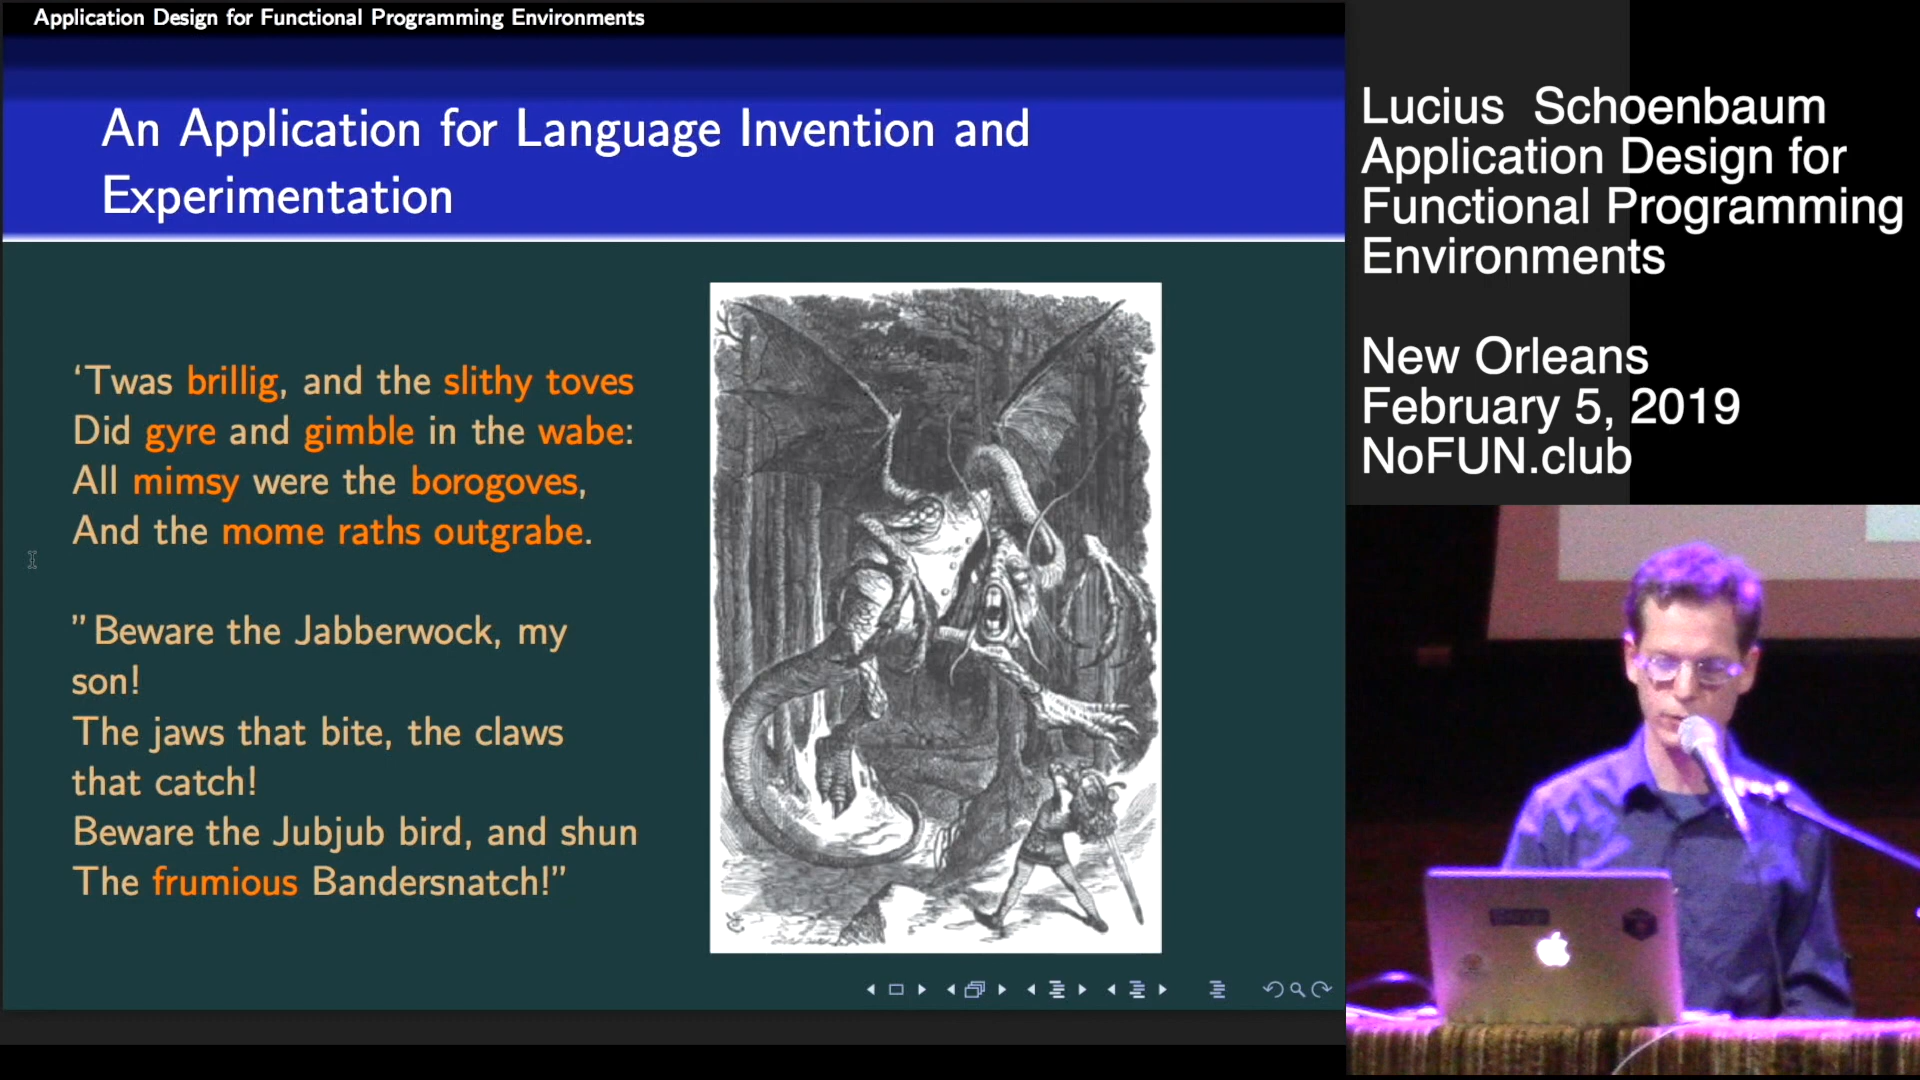 Application Design for Functional Programming Environments
An Application for Language Invention and
Experimentation
‘Twas brillig, and the slithy toves
Did gyre and gimble in the wabe:
All mimsy were the borogoves,
And the mome raths outgrabe.
”Beware the Jabberwock, my
son!
The jaws that bite, the claws
that catch!
Beware the Jubjub bird, and shun
The frumious Bandersnatch!”
Lucius Schoenbaum
Application Design for
Functional Programming
Environments
New Orleans
February 5, 2019
NoFUN.club